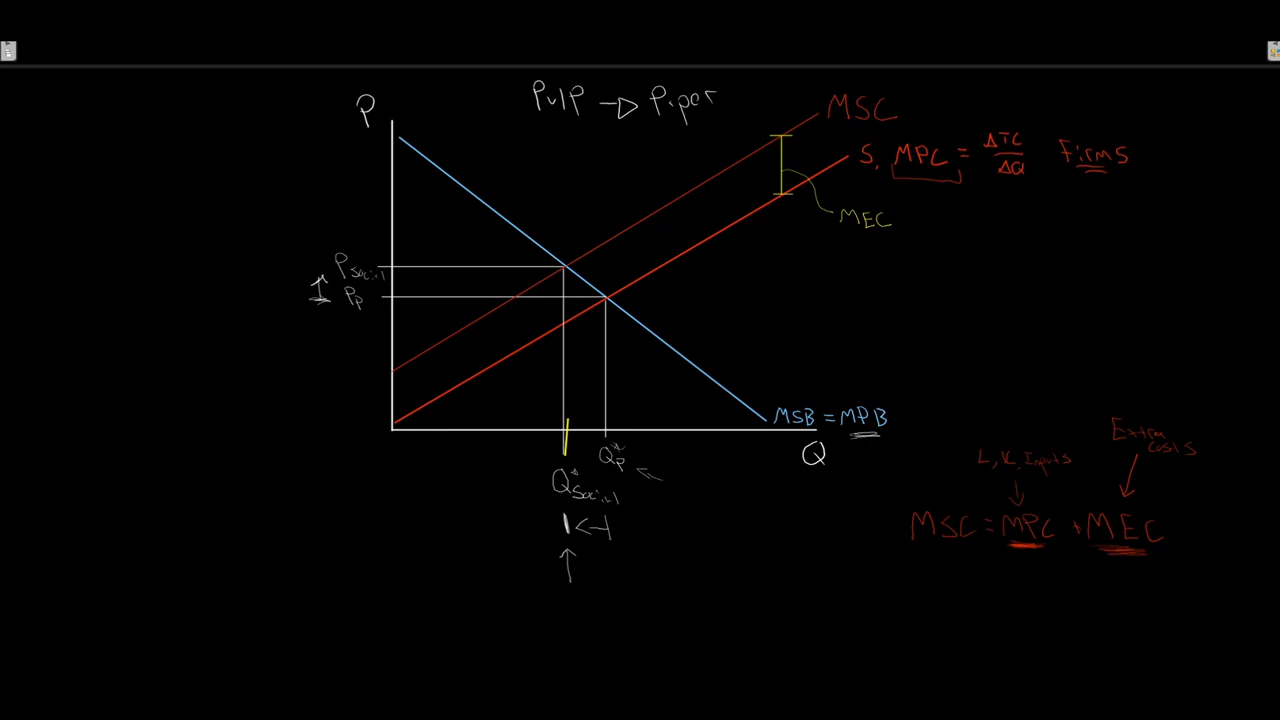 P
Pulp → Paper
MSC
S, MPC = ΔTC/ΔQ Firms
MEC
P Social
↑ Pp
MSB = MPB
Q
Q*p ←
Q* Social
Extra
Costs
L, K, Inputs
MSC = MPC + MEC